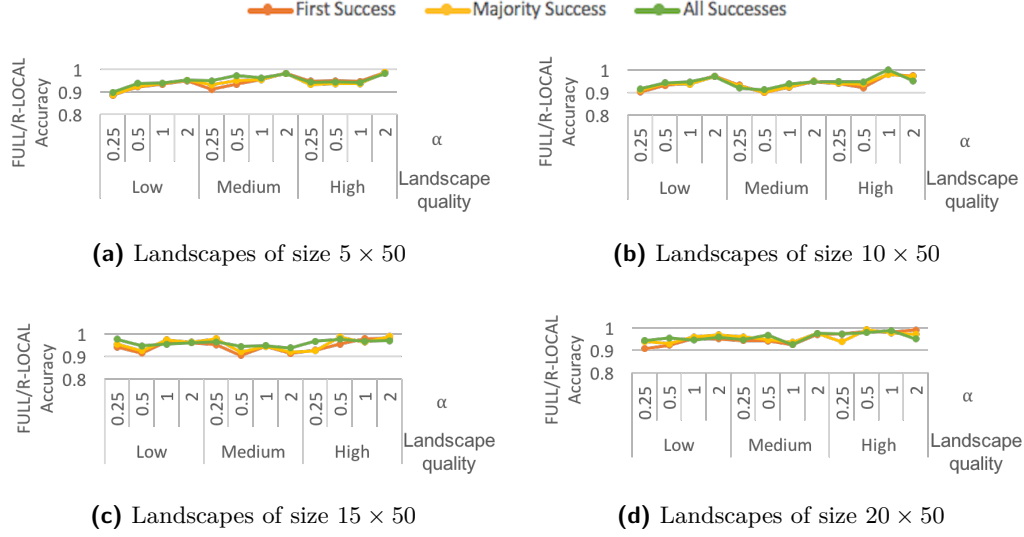 First Success Majority Success All Successes
FULL/R-LOCAL
Accuracy
1
0.9
0.8
0.25 0.5 1 2 0.25 0.5 1 2 0.25 0.5 1 2 α
Low Medium High Landscape
quality
(a) Landscapes of size 5 × 50
FULL/R-LOCAL
Accuracy
1
0.9
0.8
0.25 0.5 1 2 0.25 0.5 1 2 0.25 0.5 1 2 α
Low Medium High Landscape
quality
(b) Landscapes of size 10 × 50
FULL/R-LOCAL
Accuracy
1
0.9
0.8
0.25 0.5 1 2 0.25 0.5 1 2 0.25 0.5 1 2 α
Low Medium High Landscape
quality
(c) Landscapes of size 15 × 50
FULL/R-LOCAL
Accuracy
1
0.9
0.8
0.25 0.5 1 2 0.25 0.5 1 2 0.25 0.5 1 2 α
Low Medium High Landscape
quality
(d) Landscapes of size 20 × 50